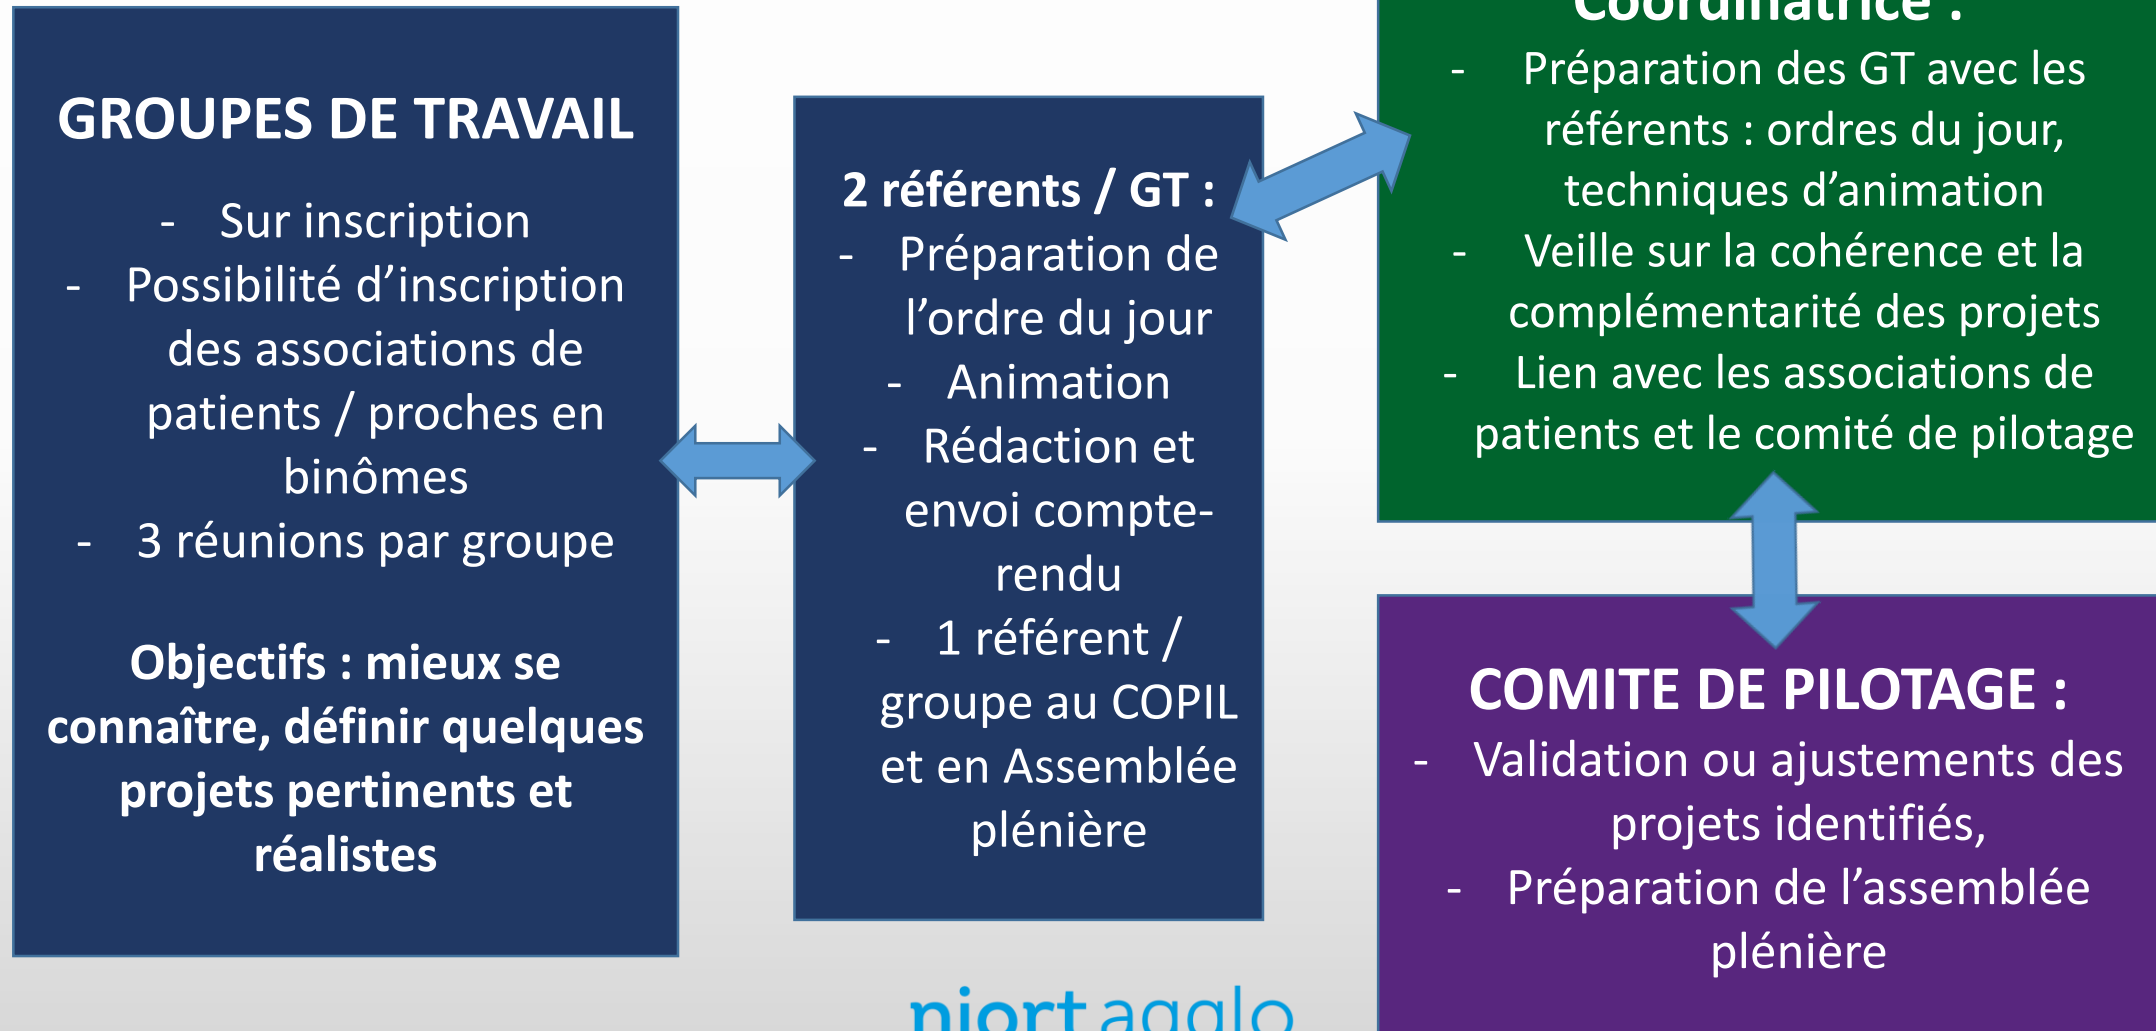 GROUPES DE TRAVAIL
- Sur inscription
- Possibilité d’inscription
des associations de
patients / proches en
binômes
- 3 réunions par groupe
Objectifs : mieux se
connaître, définir quelques
projets pertinents et
réalistes
2 référents / GT :
- Préparation de
l’ordre du jour
- Animation
- Rédaction et
envoi compte-
rendu
- 1 référent /
groupe au COPIL
et en Assemblée
plénière
Coordinatrice :
- Préparation des GT avec les
référents : ordres du jour,
techniques d’animation
- Veille sur la cohérence et la
complémentarité des projets
- Lien avec les associations de
patients et le comité de pilotage
COMITE DE PILOTAGE :
- Validation ou ajustements des
projets identifiés,
- Préparation de l’assemblée
plénière
niort agglo